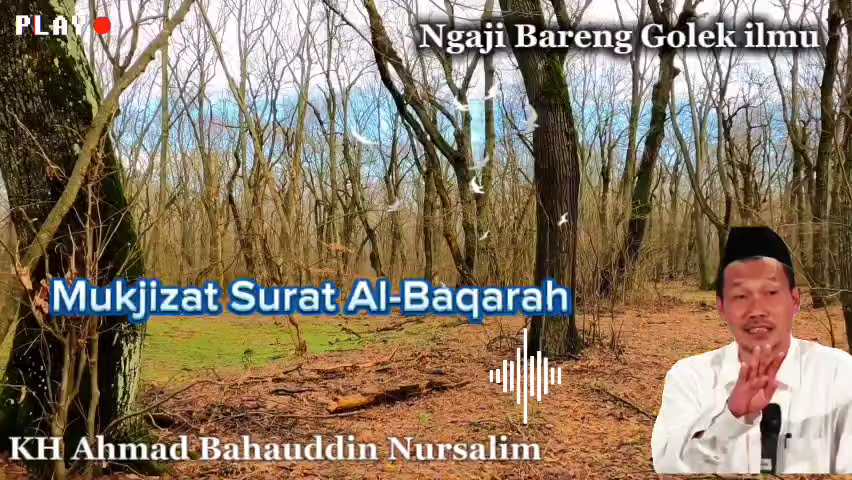 PLAY
Ngaji Bareng Golek ilmu
Mukjizat Surat Al-Baqarah
KH Ahmad Bahauddin Nursalim